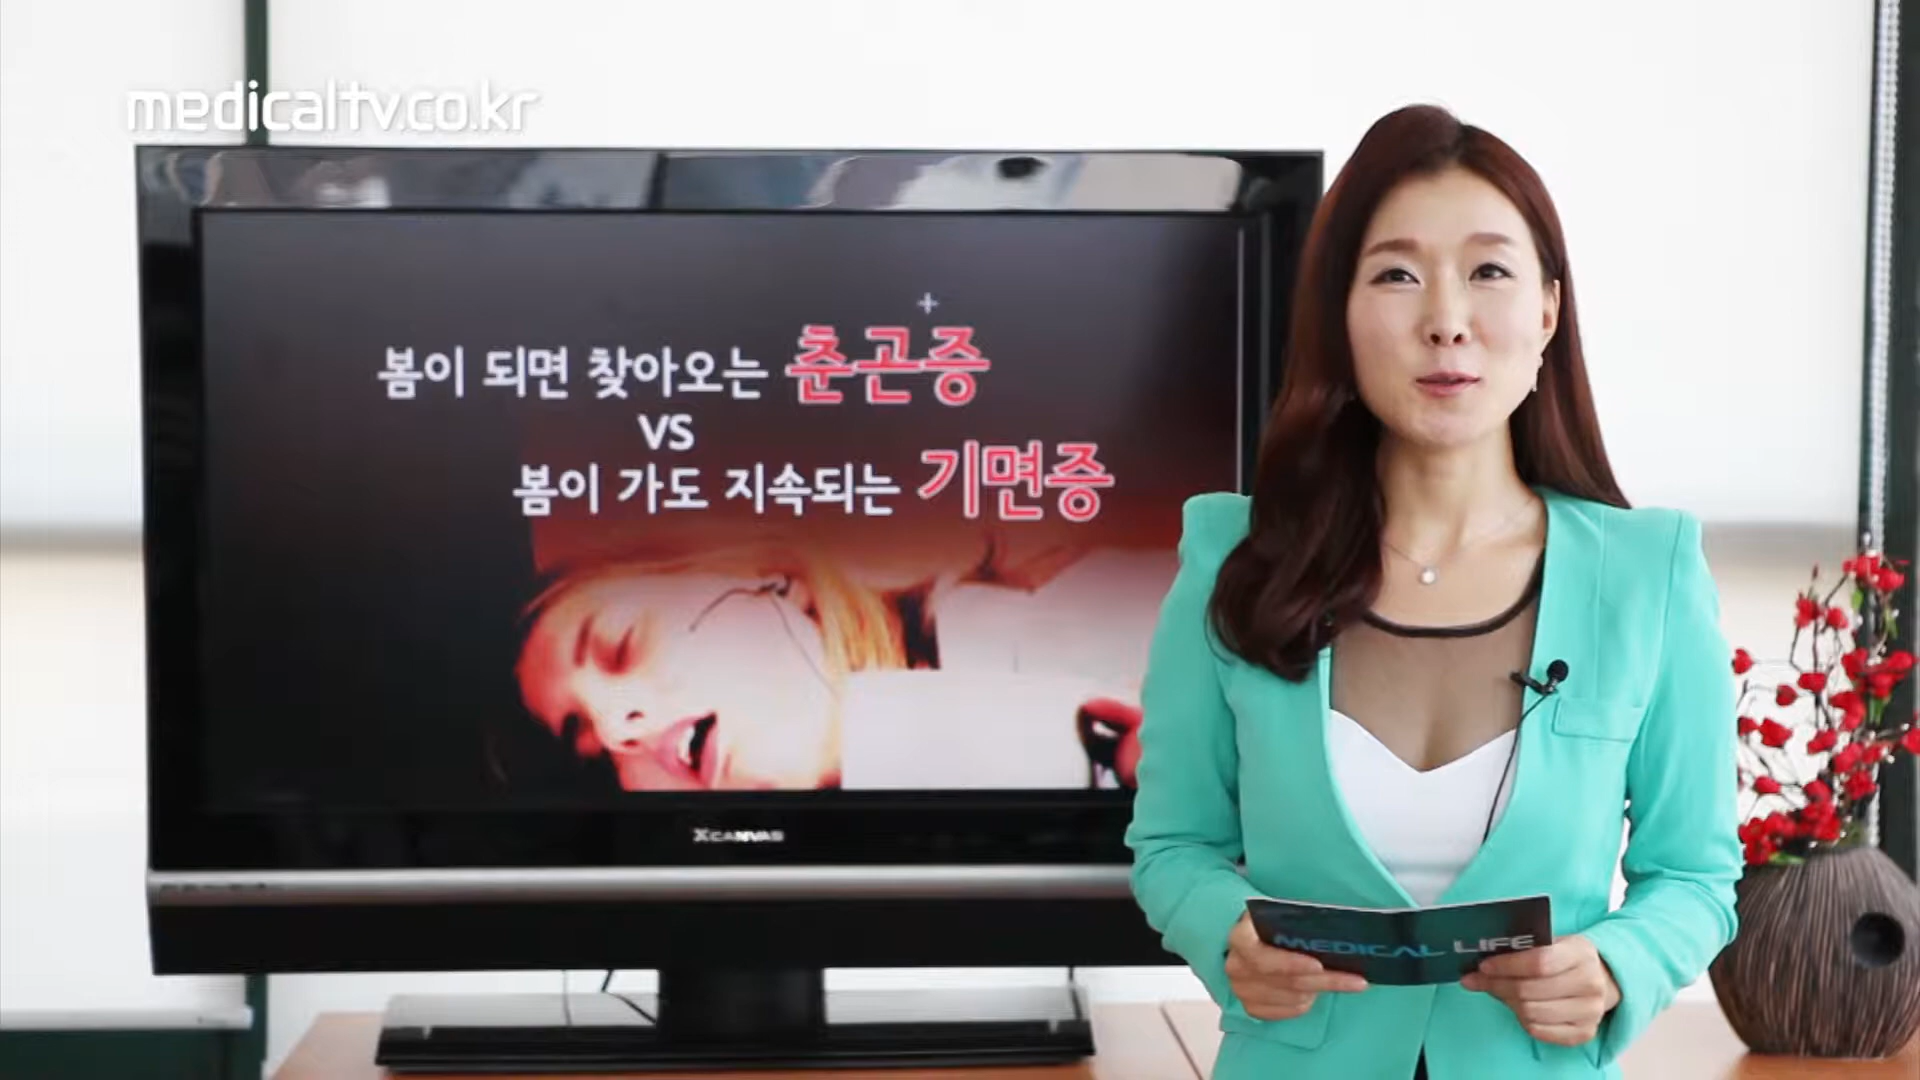 medicaltv.co.kr
봄이 되면 찾아오는 춘곤증
VS
봄이 가도 지속되는 기면증
XCANVAS
MEDICAL LIFE